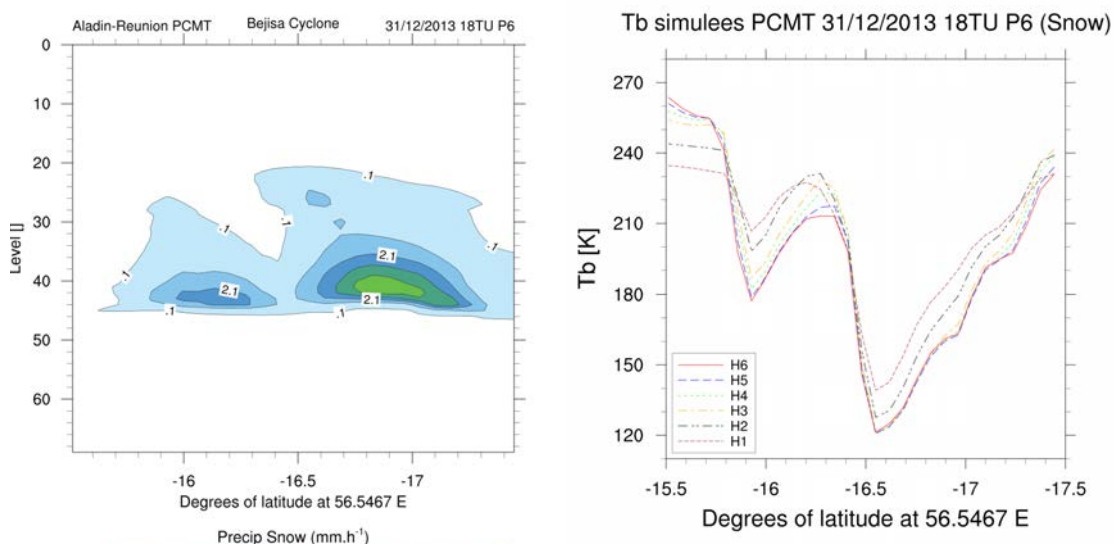 Aladin-Reunion PCMT Bejisa Cyclone 31/12/2013 18TU P6
0
10
20
30
40
50
60
Level []
.1
.1
.1
.1
.1
.1
2.1
2.1
2.1
-16 -16.5 -17
Degrees of latitude at 56.5467 E
Precip Snow (mm.h-1)
Tb simulees PCMT 31/12/2013 18TU P6 (Snow)
270
240
210
180
150
120
Tb [K]
H6
H5
H4
H3
H2
H1
-15.5 -16 -16.5 -17 -17.5
Degrees of latitude at 56.5467 E